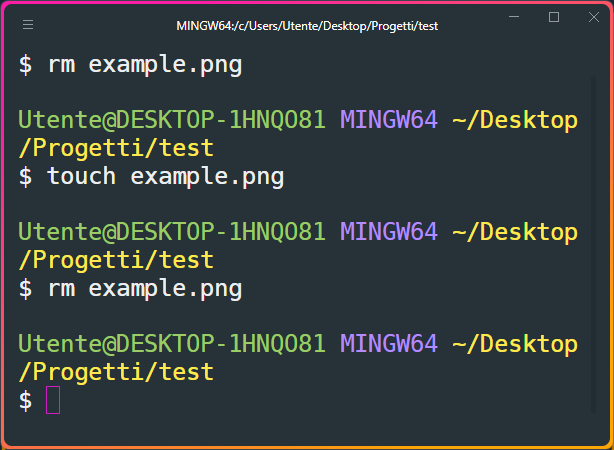 MINGW64:/c/Users/Utente/Desktop/Progetti/test
$ rm example.png
Utente@DESKTOP-1HNQO81 MINGW64 ~/Desktop
/Progetti/test
$ touch example.png
Utente@DESKTOP-1HNQO81 MINGW64 ~/Desktop
/Progetti/test
$ rm example.png
Utente@DESKTOP-1HNQO81 MINGW64 ~/Desktop
/Progetti/test
$